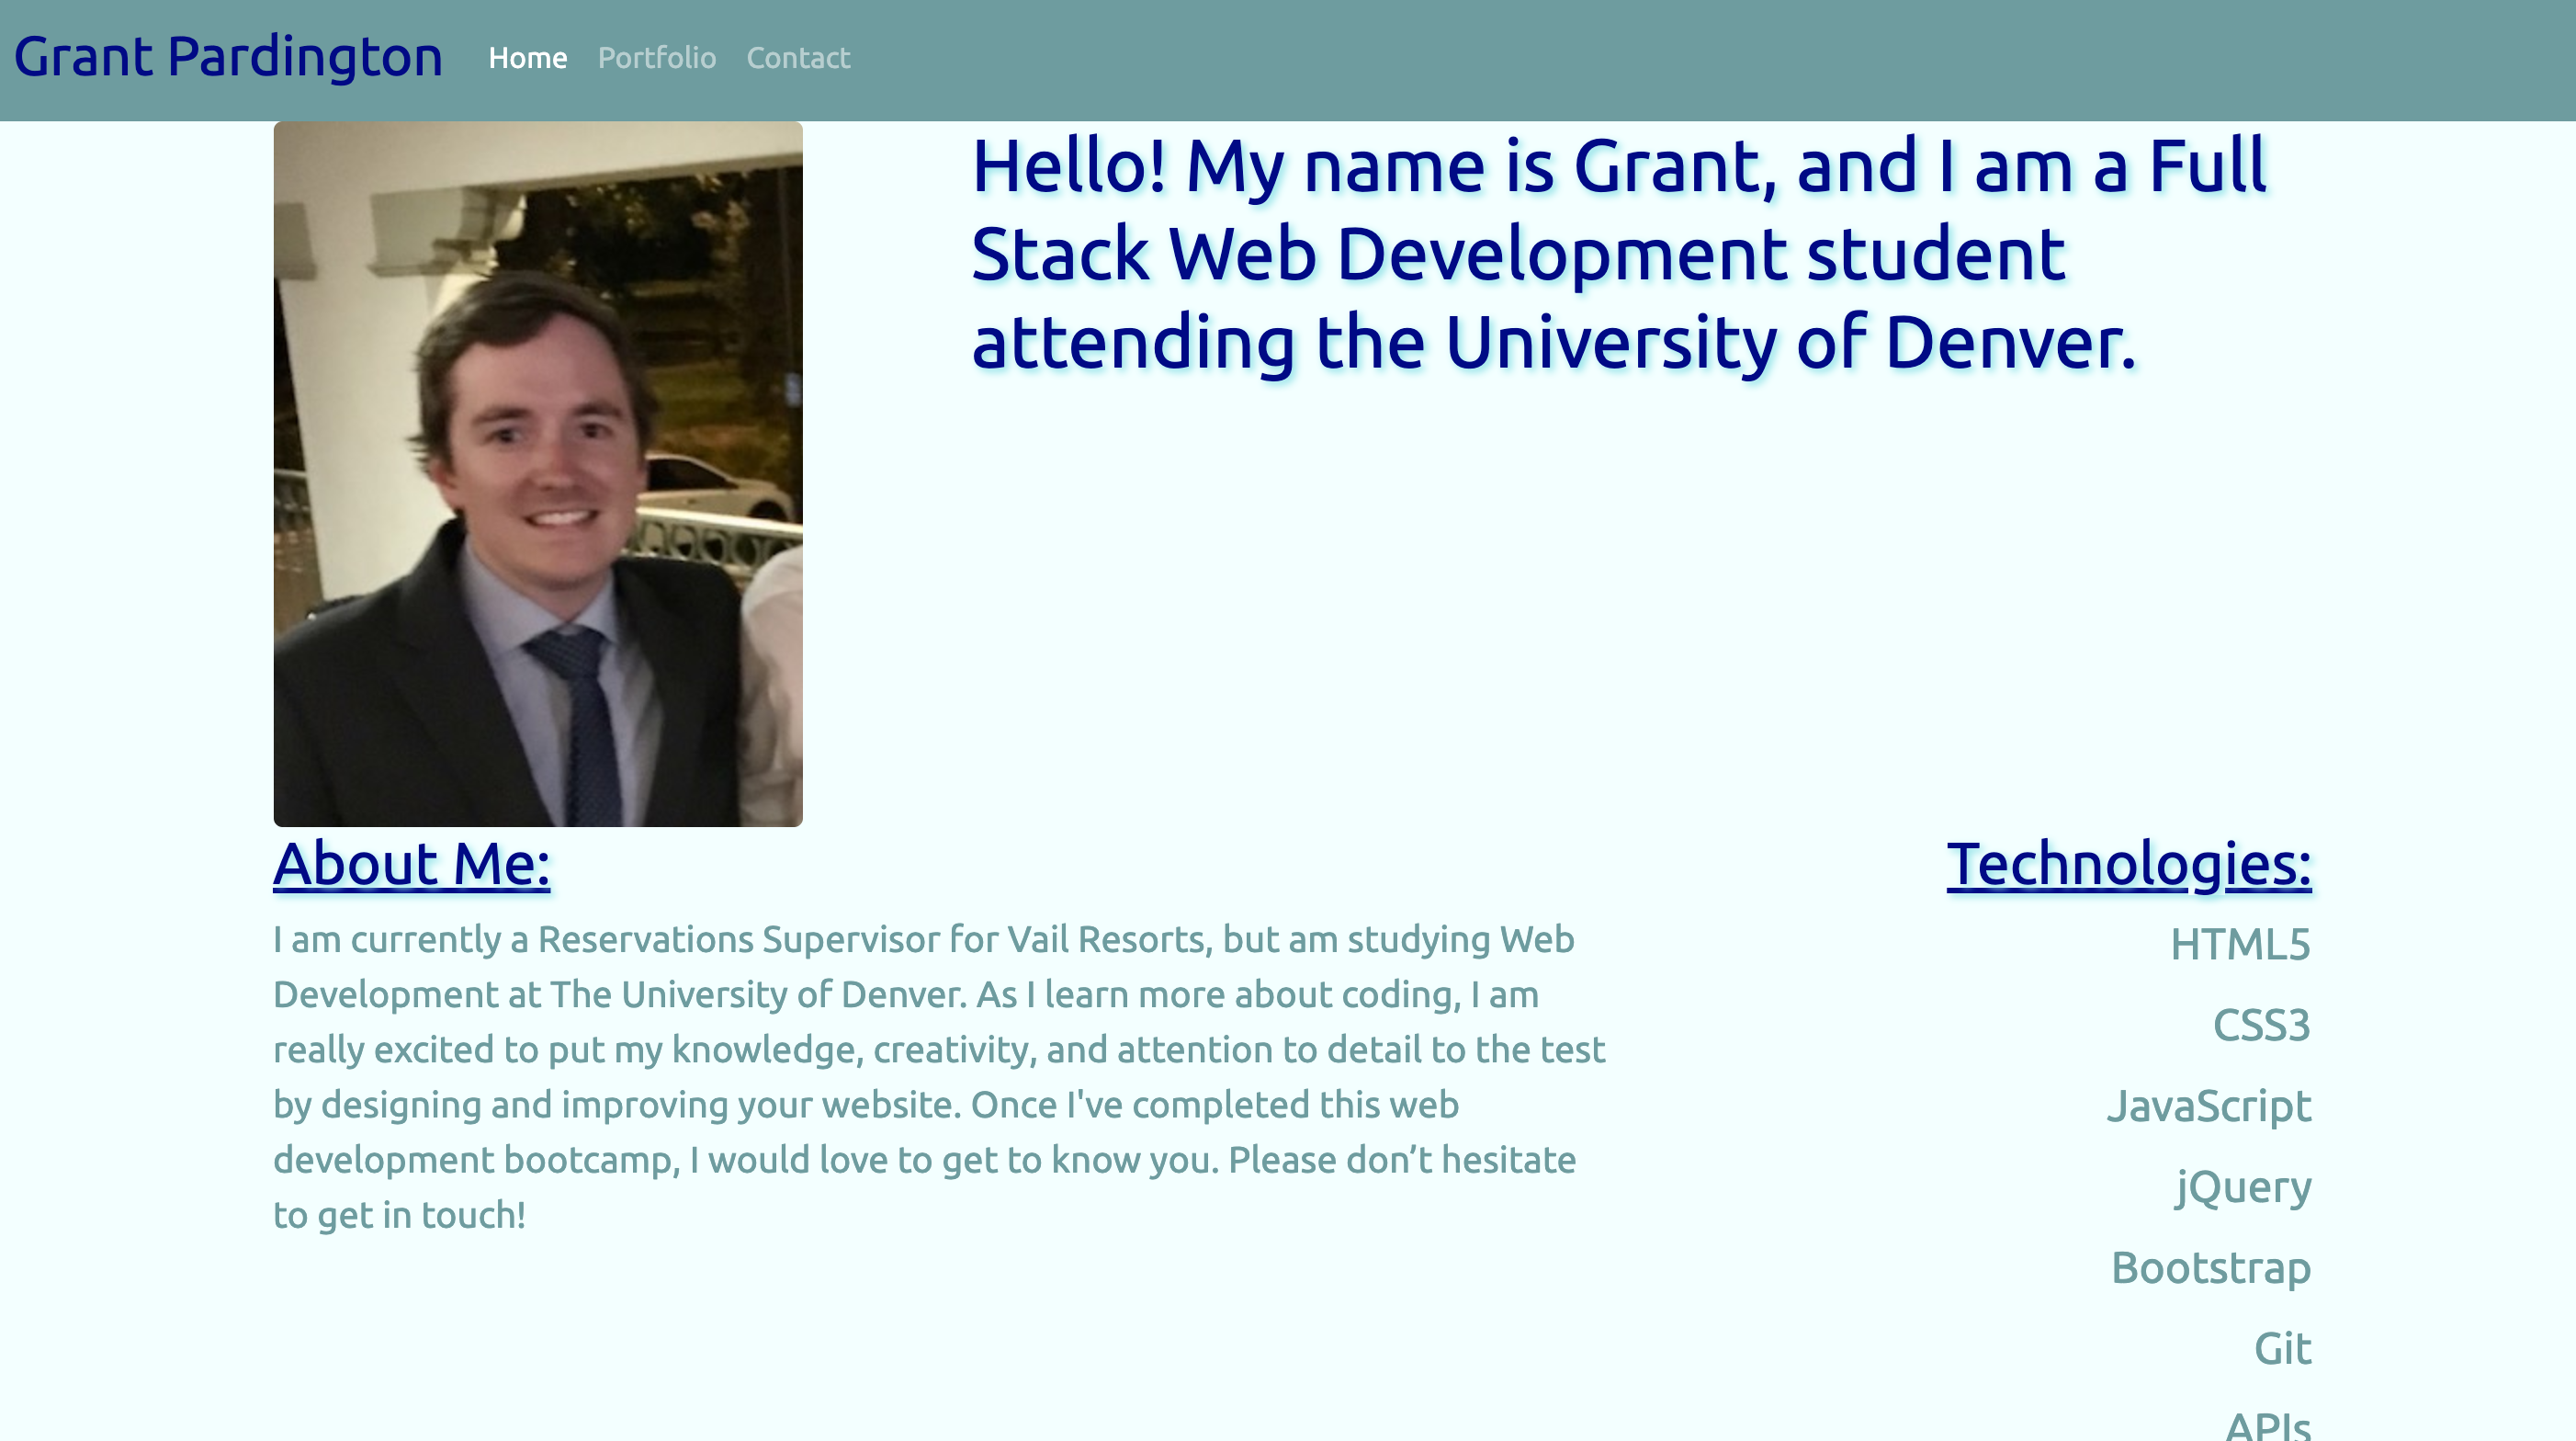 Grant Pardington Home Portfolio Contact
Hello! My name is Grant, and I am a Full
Stack Web Development student
attending the University of Denver.
About Me:
I am currently a Reservations Supervisor for Vail Resorts, but am studying Web
Development at The University of Denver. As I learn more about coding, I am
really excited to put my knowledge, creativity, and attention to detail to the test
by designing and improving your website. Once I've completed this web
development bootcamp, I would love to get to know you. Please don’t hesitate
to get in touch!
Technologies:
HTML5
CSS3
JavaScript
jQuery
Bootstrap
Git
APIs